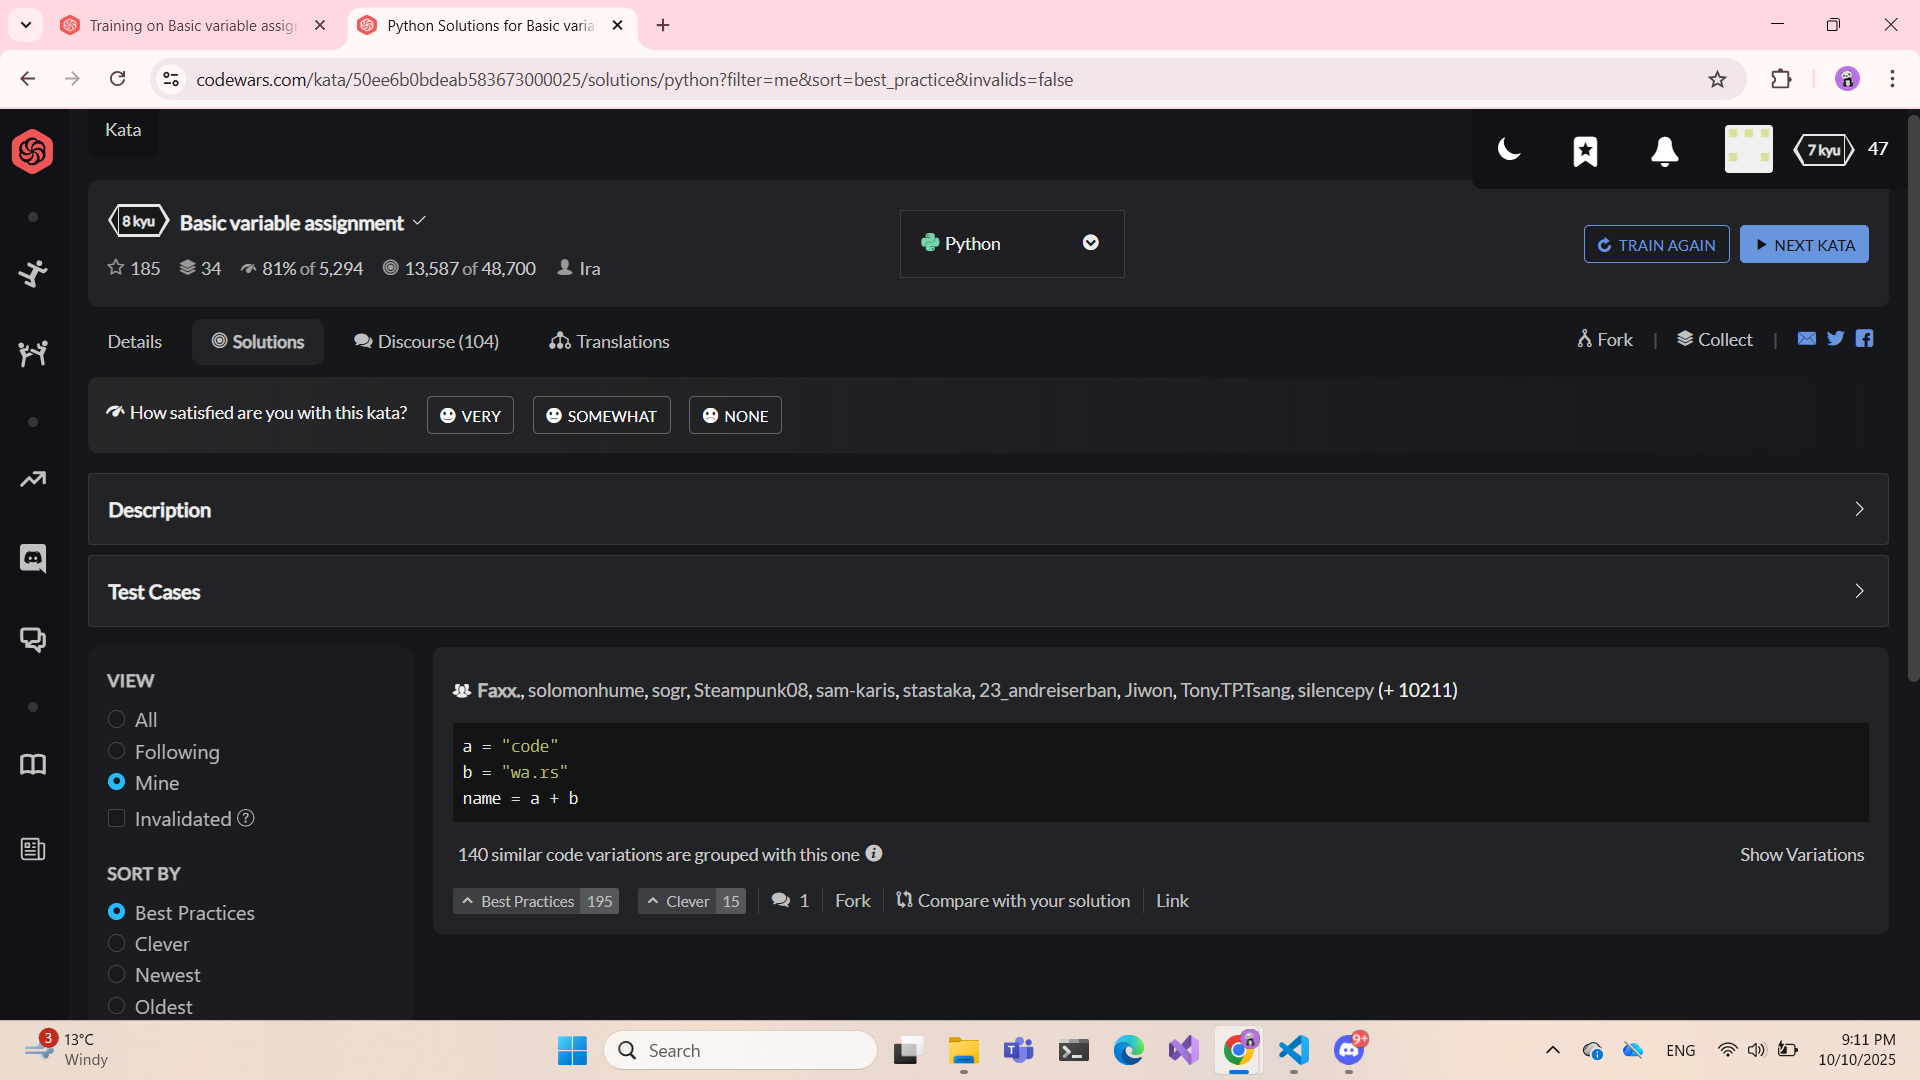 Training on Basic variable assig
Python Solutions for Basic varia
codewars.com/kata/50ee6b0bdeab583673000025/solutions/python?filter=me&sort=best_practice&invalids=false
Kata
7 kyu 47
8 kyu Basic variable assignment
Python
TRAIN AGAIN NEXT KATA
185 34 81% of 5,294 13,587 of 48,700 Ira
Details Solutions Discourse (104) Translations
Fork | Collect |
How satisfied are you with this kata? VERY SOMEWHAT NONE
Description
Test Cases
VIEW
All
Following
Mine
Invalidated ?
SORT BY
Best Practices
Clever
Newest
Oldest
Faxx., solomonhume, sogr, Steampunk08, sam-karis, stastaka, 23_andreiserban, Jiwon, Tony.TP.Tsang, silencepy (+ 10211)
a = "code"
b = "wa.rs"
name = a + b
140 similar code variations are grouped with this one
Show Variations
Best Practices 195 Clever 15 1 Fork Compare with your solution Link
3
13°C
Windy
Search
9+
ENG
9:11 PM
10/10/2025